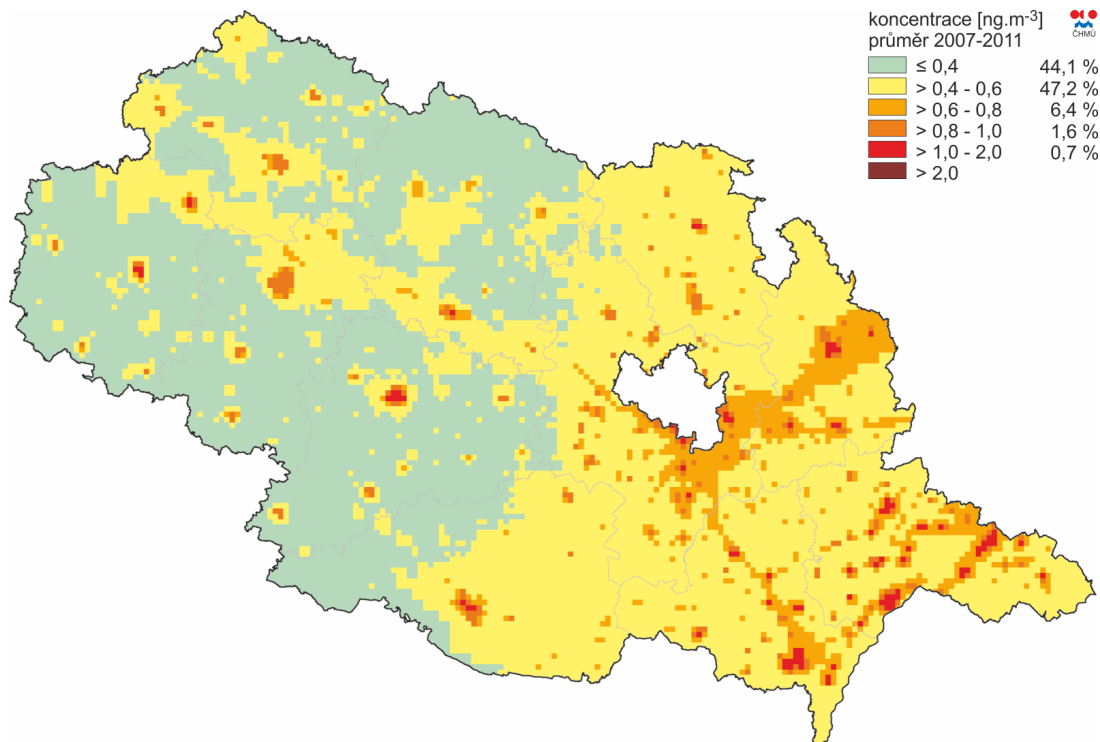 koncentrace [ng.m-3]
průměr 2007-2011
ČHMÚ
≤ 0,4 44,1 %
> 0,4 - 0,6 47,2 %
> 0,6 - 0,8 6,4 %
> 0,8 - 1,0 1,6 %
> 1,0 - 2,0 0,7 %
> 2,0